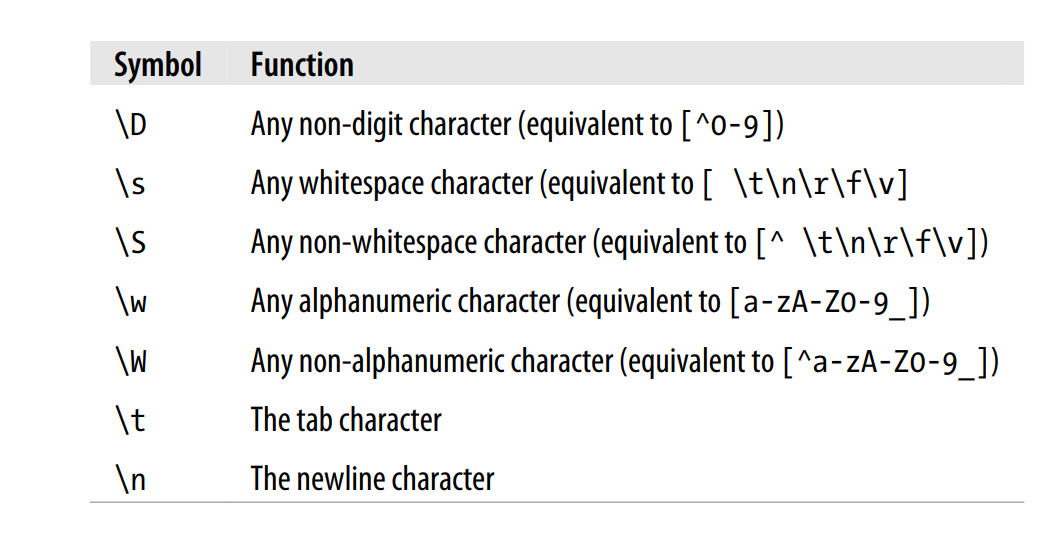 Symbol Function
\D Any non-digit character (equivalent to [^0-9])
\s Any whitespace character (equivalent to [ \t\n\r\f\v]
\S Any non-whitespace character (equivalent to [^ \t\n\r\f\v])
\w Any alphanumeric character (equivalent to [a-zA-Z0-9_])
\W Any non-alphanumeric character (equivalent to [^a-zA-Z0-9_])
\t The tab character
\n The newline character